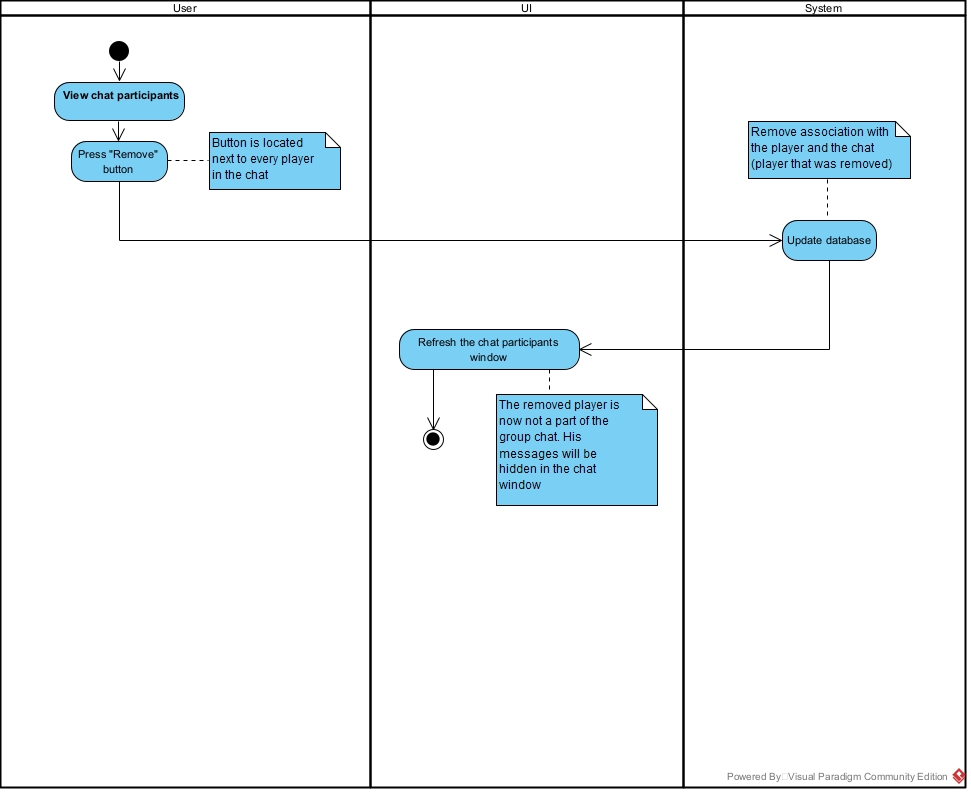 User
UI
System
View chat participants
Press "Remove"
button
Button is located
next to every player
in the chat
Remove association with
the player and the chat
(player that was removed)
Update database
Refresh the chat participants
window
The removed player is
now not a part of the
group chat. His
messages will be
hidden in the chat
window
Powered By Visual Paradigm Community Edition